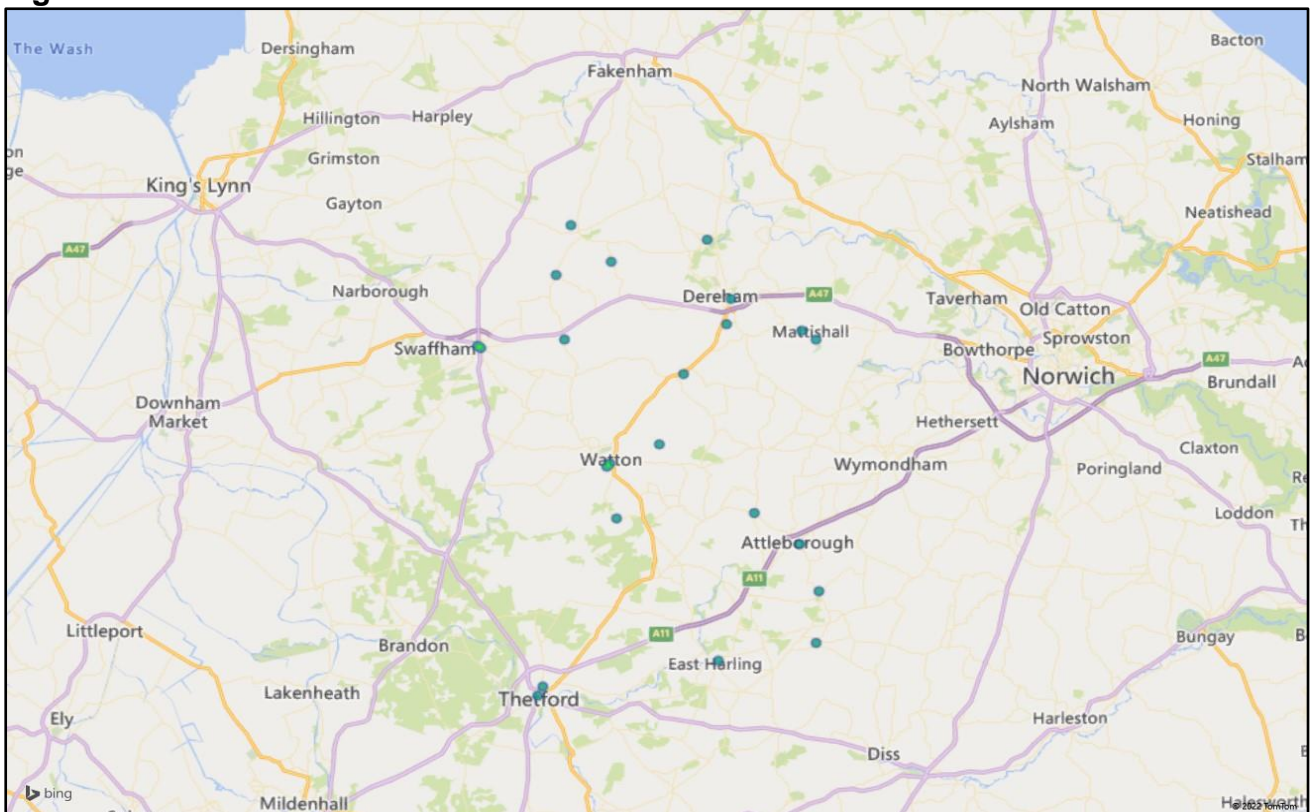 The Wash
Dersingham
Bacton
Fakenham
North Walsham
Hillington
Harpley
Aylsham
Honing
Grimston
Stalham
King's Lynn
Gayton
Neatishead
A47
Narborough
Dereham
A47
Taverham
Old Catton
Mattishall
Swaffham
Bowthorpe
Sprowston
A47
Norwich
Brundall
Downham
Market
Hethersett
Watton
Wymondham
Claxton
Poringland
Loddon
Attleborough
A11
Littleport
A11
Bungay
Brandon
East Harling
Lakenheath
Thetford
Ely
Harleston
Diss
bing
Mildenhall
Halesworth
© 2022 TomTom